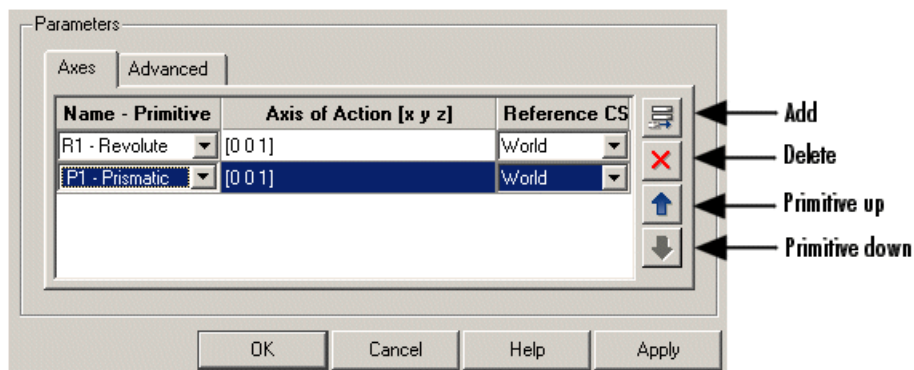 Parameters
Axes Advanced
Name - Primitive Axis of Action [x y z] Reference CS
R1 - Revolute [0 0 1] World
P1 - Prismatic [0 0 1] World
Add
Delete
Primitive up
Primitive down
OK Cancel Help Apply